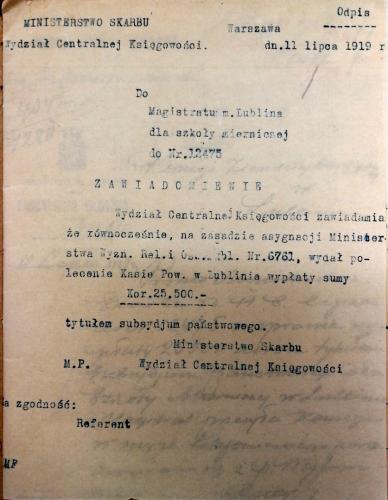 Odpis
MINISTERSTWO SKARBU Warszawa
Wydział Centralnej Księgowości. dn.11 lipca 1919 r
Do
Magistratu m. Lublina
dla szkoły mierniczej
do Nr.12475
ZAWIADOMIENIE
Wydział Centralnej Księgowości zawiadamia
że równocześnie, na zasadzie asygnacji Minister-
stwa Wyzn. Rel.i Ośw. Nr.6761, wydał po-
lecenie Kasie Pow. w Lublinie wypłaty sumy
Kor.25,500.-
tytułem subsydjum państwowego.
Ministerstwo Skarbu
M.P. Wydział Centralnej Księgowości
Za zgodność:
Referent
MF